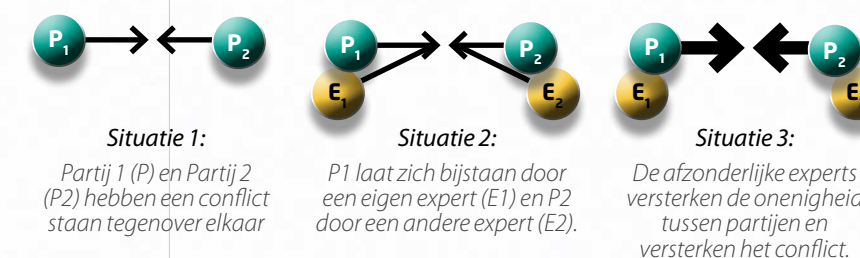 P1
P2
P1
P2
E1
E2
P1
P2
E1
E
Situatie 1:
Partij 1 (P) en Partij 2
(P2) hebben een conflict
staan tegenover elkaar
Situatie 2:
P1 laat zich bijstaan door
een eigen expert (E1) en P2
door een andere expert (E2).
Situatie 3:
De afzonderlijke experts
versterken de onenigheid
tussen partijen en
versterken het conflict.